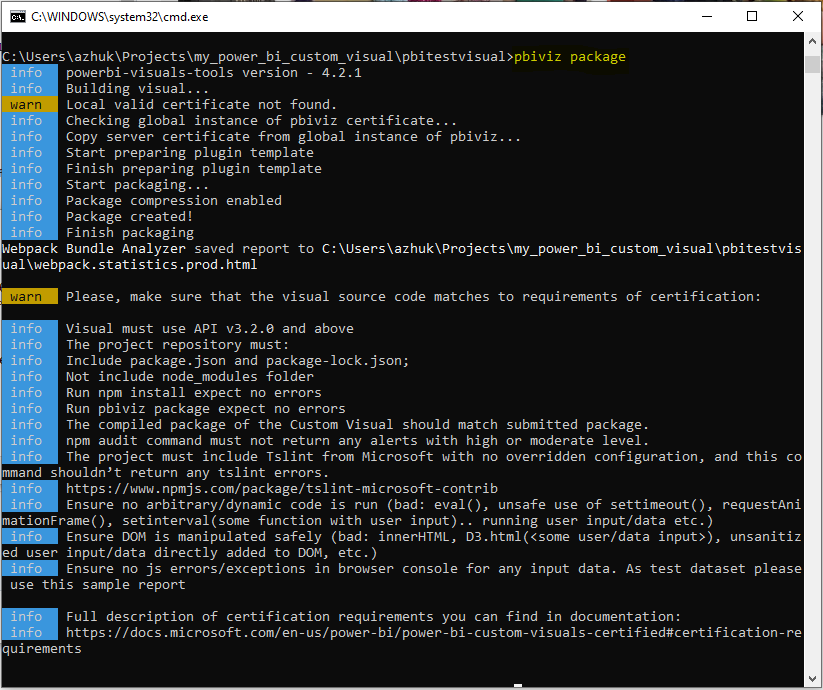 C:\WINDOWS\system32\cmd.exe
C:\Users\azhuk\Projects\my_power_bi_custom_visual\pbitestvisual>pbiviz package
info powerbi-visuals-tools version - 4.2.1
info Building visual...
warn Local valid certificate not found.
info Checking global instance of pbiviz certificate...
info Copy server certificate from global instance of pbiviz...
info Start preparing plugin template
info Finish preparing plugin template
info Start packaging...
info Package compression enabled
info Package created!
info Finish packaging
Webpack Bundle Analyzer saved report to C:\Users\azhuk\Projects\my_power_bi_custom_visual\pbitestvis
ual\webpack.statistics.prod.html
warn Please, make sure that the visual source code matches to requirements of certification:
info Visual must use API v3.2.0 and above
info The project repository must:
info Include package.json and package-lock.json;
info Not include node_modules folder
info Run npm install expect no errors
info Run pbiviz package expect no errors
info The compiled package of the Custom Visual should match submitted package.
info npm audit command must not return any alerts with high or moderate level.
info The project must include Tslint from Microsoft with no overridden configuration, and this co
mmand shouldn’t return any tslint errors.
info https://www.npmjs.com/package/tslint-microsoft-contrib
info Ensure no arbitrary/dynamic code is run (bad: eval(), unsafe use of settimeout(), requestAni
mationFrame(), setinterval(some function with user input).. running user input/data etc.)
info Ensure DOM is manipulated safely (bad: innerHTML, D3.html(<some user/data input>), unsanitiz
ed user input/data directly added to DOM, etc.)
info Ensure no js errors/exceptions in browser console for any input data. As test dataset please
use this sample report
info Full description of certification requirements you can find in documentation:
info https://docs.microsoft.com/en-us/power-bi/power-bi-custom-visuals-certified#certification-re
quirements